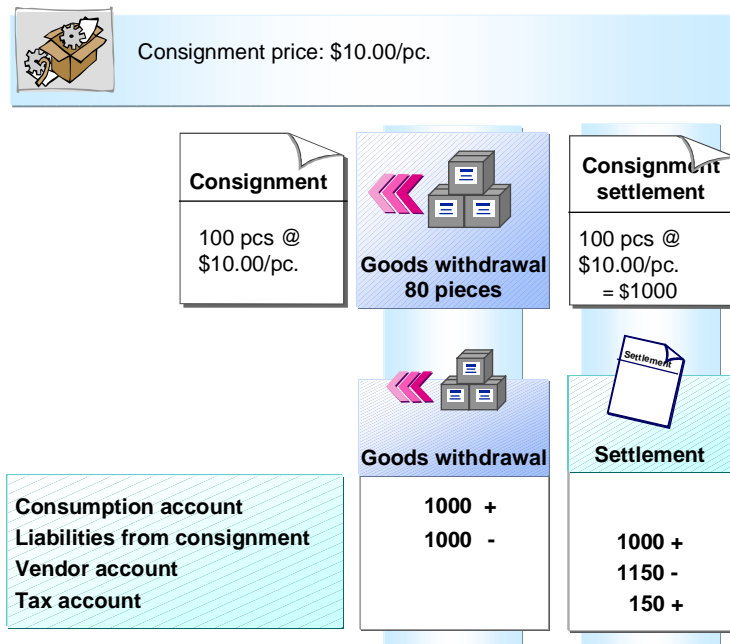 Consignment price: $10.00/pc.
Consignment
100 pcs @
$10.00/pc.
Goods withdrawal
80 pieces
Consignment
settlement
100 pcs @
$10.00/pc.
= $1000
Settlement
Goods withdrawal
Settlement
Consumption account
Liabilities from consignment
Vendor account
Tax account
1000 +
1000 -
1000 +
1150 -
150 +